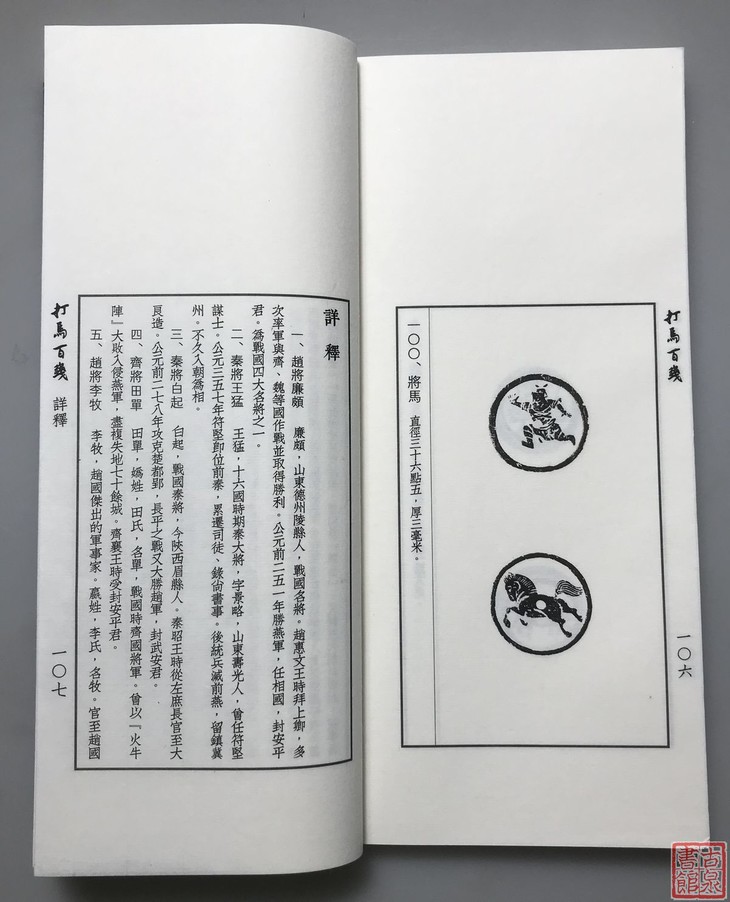 打馬百錢
一〇六
一〇〇、將馬　直徑三十六點五，厚三毫米。
詳釋
一、趙將廉頗　廉頗，山東德州陵縣人，戰國名將。趙惠文王時拜上卿，多
次率軍與齊、魏等國作戰並取得勝利。公元前二五一年勝燕軍，任相國，封安平
君。爲戰國四大名將之一。
二、秦將王猛　王猛，十六國時期秦大將，字景略，山東壽光人，曾任符堅
謀士。公元三五七年符堅卽位前秦，累遷司徒、錄尙書事。後統兵滅前燕，留鎮冀
州。不久入朝爲相。
三、秦將白起　白起，戰國秦將，今陝西眉縣人。秦昭王時從左庶長官至大
良造。公元前二七八年攻克楚都郢，長平之戰又大勝趙軍，封武安君。
四、齊將田單　田單，嬀姓，田氏，名單，戰國時齊國將軍。曾以『火牛
陣』大敗入侵燕軍，盡複失地七十餘城。齊襄王時受封安平君。
五、趙將李牧　李牧，趙國傑出的軍事家。嬴姓，李氏，名牧。官至趙國
打馬百錢　詳釋
一〇七
古泉書館